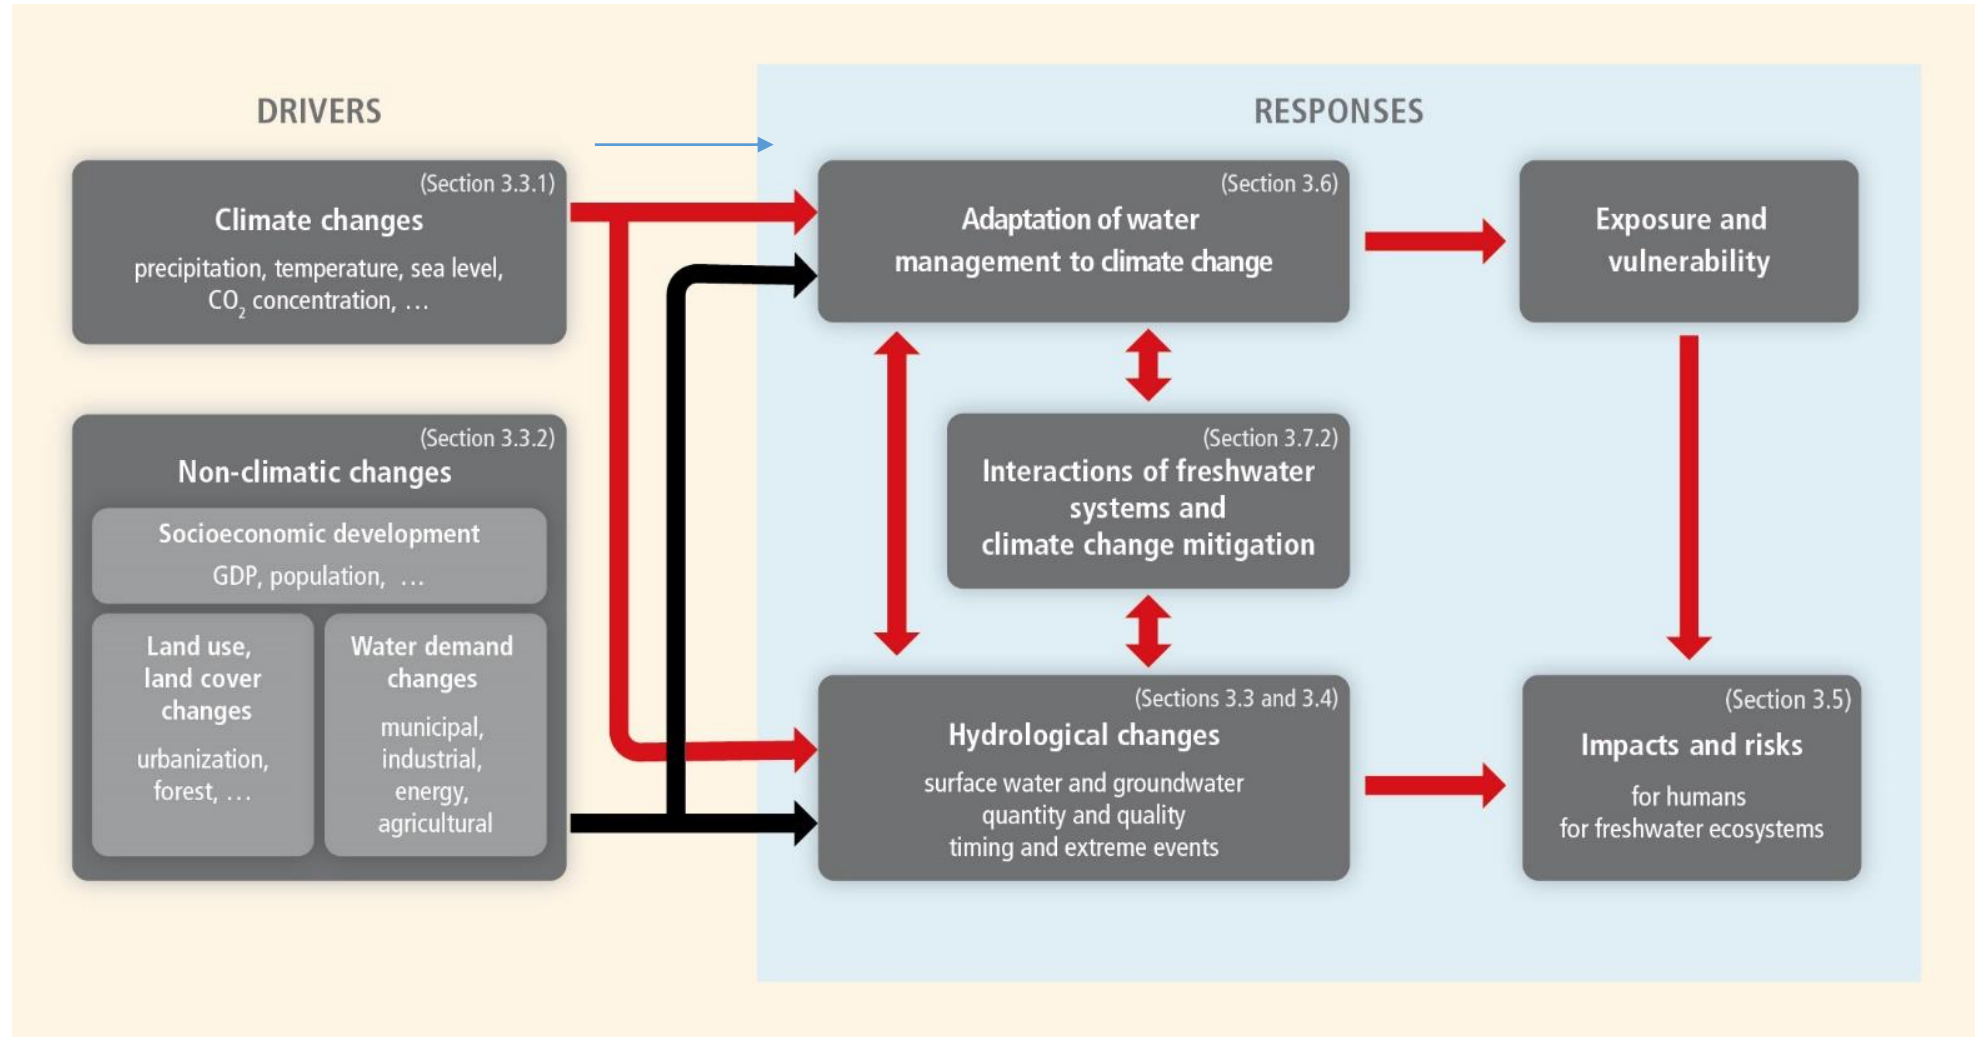 DRIVERS
(Section 3.3.1)
Climate changes
precipitation, temperature, sea level,
CO₂ concentration, …
(Section 3.3.2)
Non-climatic changes
Socioeconomic development
GDP, population, …
Land use,
land cover
changes
urbanization,
forest, …
Water demand
changes
municipal,
industrial,
energy,
agricultural
RESPONSES
(Section 3.6)
Adaptation of water
management to climate change
Exposure and
vulnerability
(Section 3.7.2)
Interactions of freshwater
systems and
climate change mitigation
(Sections 3.3 and 3.4)
Hydrological changes
surface water and groundwater
quantity and quality
timing and extreme events
(Section 3.5)
Impacts and risks
for humans
for freshwater ecosystems